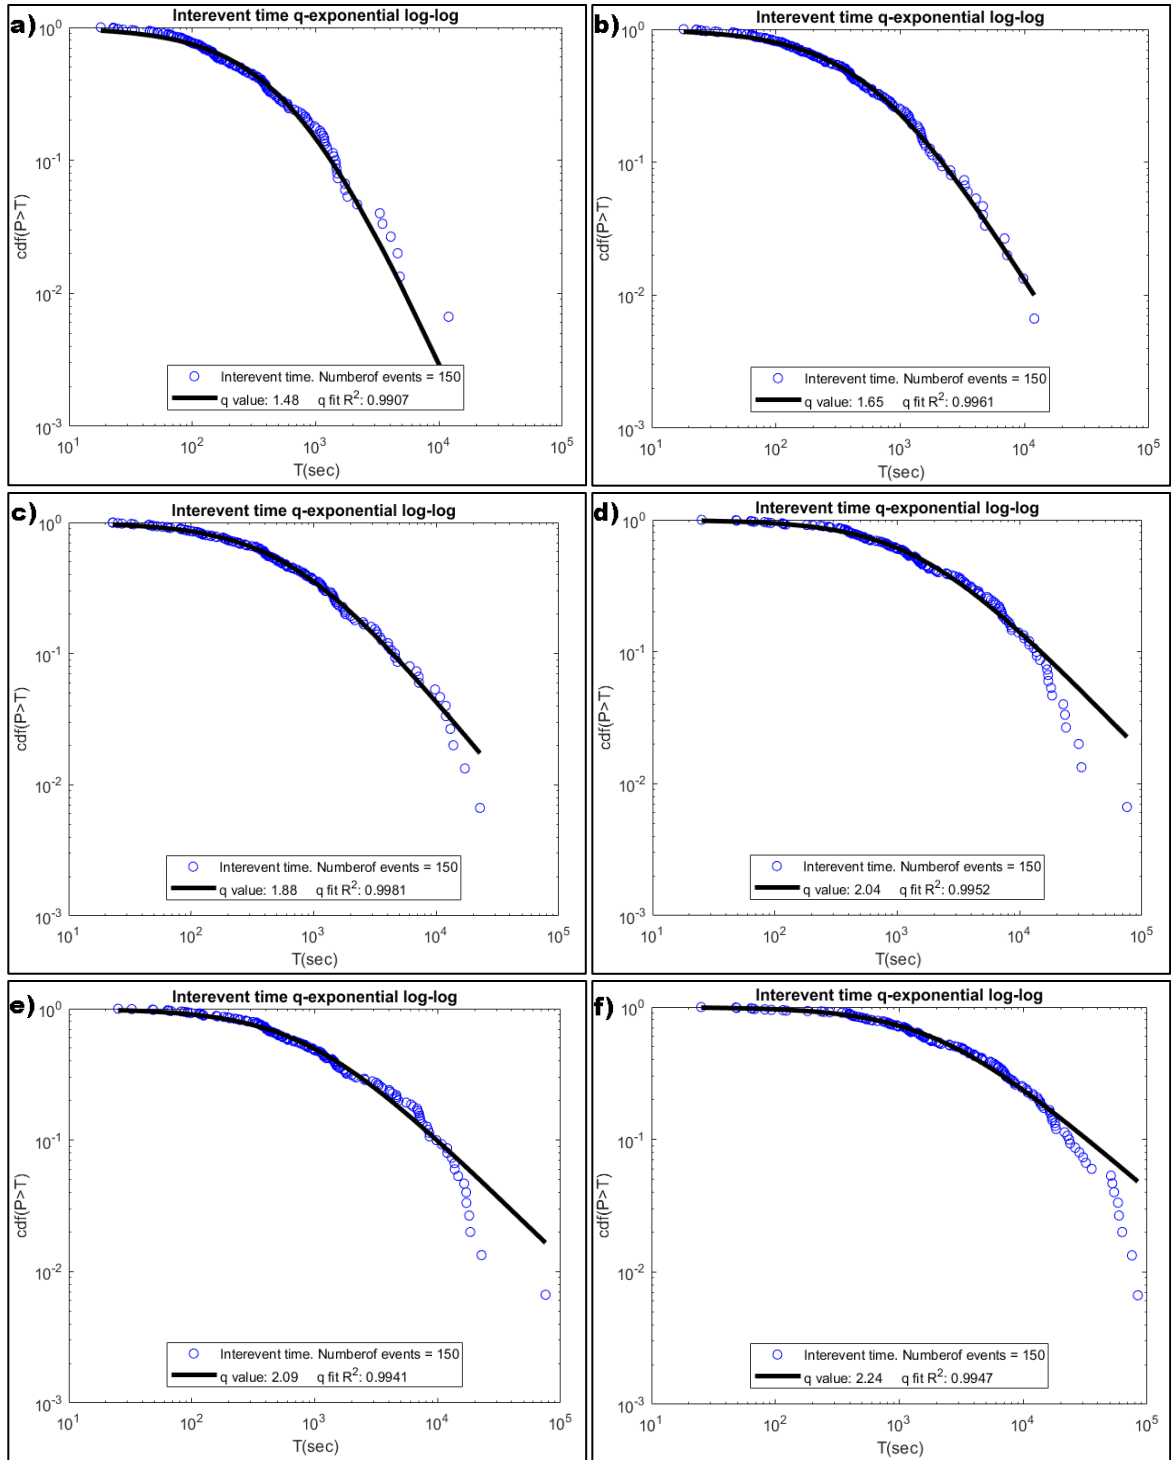 a)
Interevent time q-exponential log-log
10^0
10^-1
10^-2
10^-3
cdf(P>T)
Interevent time. Numberof events = 150
q value: 1.48 q fit R^2: 0.9907
10^1 10^2 10^3 10^4 10^5
T(sec)
b)
Interevent time q-exponential log-log
10^0
10^-1
10^-2
10^-3
cdf(P>T)
Interevent time. Numberof events = 150
q value: 1.65 q fit R^2: 0.9961
10^1 10^2 10^3 10^4 10^5
T(sec)
c)
Interevent time q-exponential log-log
10^0
10^-1
10^-2
10^-3
cdf(P>T)
Interevent time. Numberof events = 150
q value: 1.88 q fit R^2: 0.9981
10^1 10^2 10^3 10^4 10^5
T(sec)
d)
Interevent time q-exponential log-log
10^0
10^-1
10^-2
10^-3
cdf(P>T)
Interevent time. Numberof events = 150
q value: 2.04 q fit R^2: 0.9952
10^1 10^2 10^3 10^4 10^5
T(sec)
e)
Interevent time q-exponential log-log
10^0
10^-1
10^-2
10^-3
cdf(P>T)
Interevent time. Numberof events = 150
q value: 2.09 q fit R^2: 0.9941
10^1 10^2 10^3 10^4 10^5
T(sec)
f)
Interevent time q-exponential log-log
10^0
10^-1
10^-2
10^-3
cdf(P>T)
Interevent time. Numberof events = 150
q value: 2.24 q fit R^2: 0.9947
10^1 10^2 10^3 10^4 10^5
T(sec)